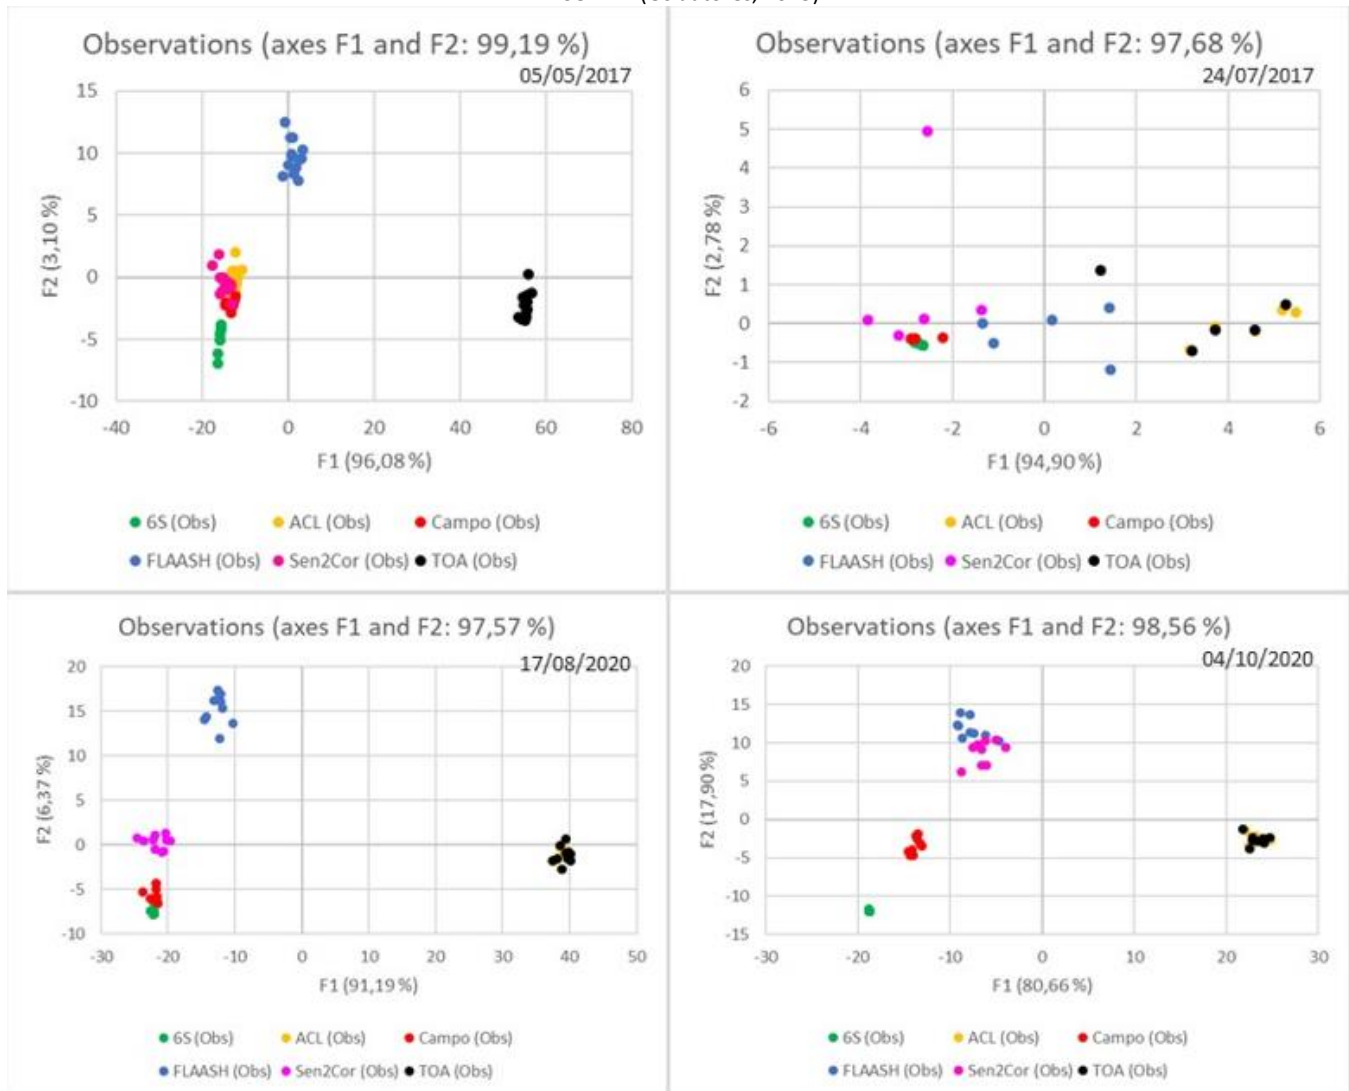 Observations (axes F1 and F2: 99,19 %)
05/05/2017
15
10
5
0
-5
-10
F2 (3,10 %)
-40 -20 0 20 40 60 80
F1 (96,08 %)
6S (Obs) ACL (Obs) Campo (Obs)
FLAASH (Obs) Sen2Cor (Obs) TOA (Obs)
Observations (axes F1 and F2: 97,68 %)
24/07/2017
6
5
4
3
2
1
0
-1
-2
F2 (2,78 %)
-6 -4 -2 0 2 4 6
F1 (94,90 %)
6S (Obs) ACL (Obs) Campo (Obs)
FLAASH (Obs) Sen2Cor (Obs) TOA (Obs)
Observations (axes F1 and F2: 97,57 %)
17/08/2020
20
15
10
5
0
-5
-10
F2 (6,37 %)
-30 -20 -10 0 10 20 30 40 50
F1 (91,19 %)
6S (Obs) ACL (Obs) Campo (Obs)
FLAASH (Obs) Sen2Cor (Obs) TOA (Obs)
Observations (axes F1 and F2: 98,56 %)
04/10/2020
20
15
10
5
0
-5
-10
-15
F2 (17,90 %)
-30 -20 -10 0 10 20 30
F1 (80,66 %)
6S (Obs) ACL (Obs) Campo (Obs)
FLAASH (Obs) Sen2Cor (Obs) TOA (Obs)